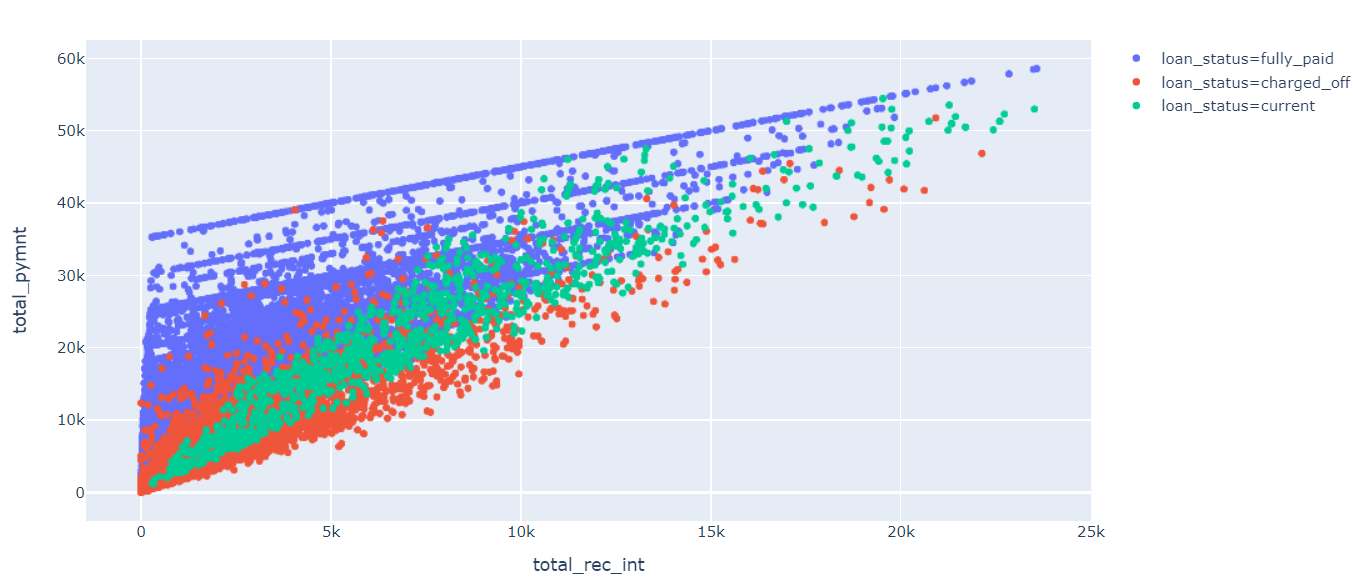 60k
50k
40k
30k
20k
10k
0
total_pymnt
0
5k
10k
15k
20k
25k
total_rec_int
loan_status=fully_paid
loan_status=charged_off
loan_status=current